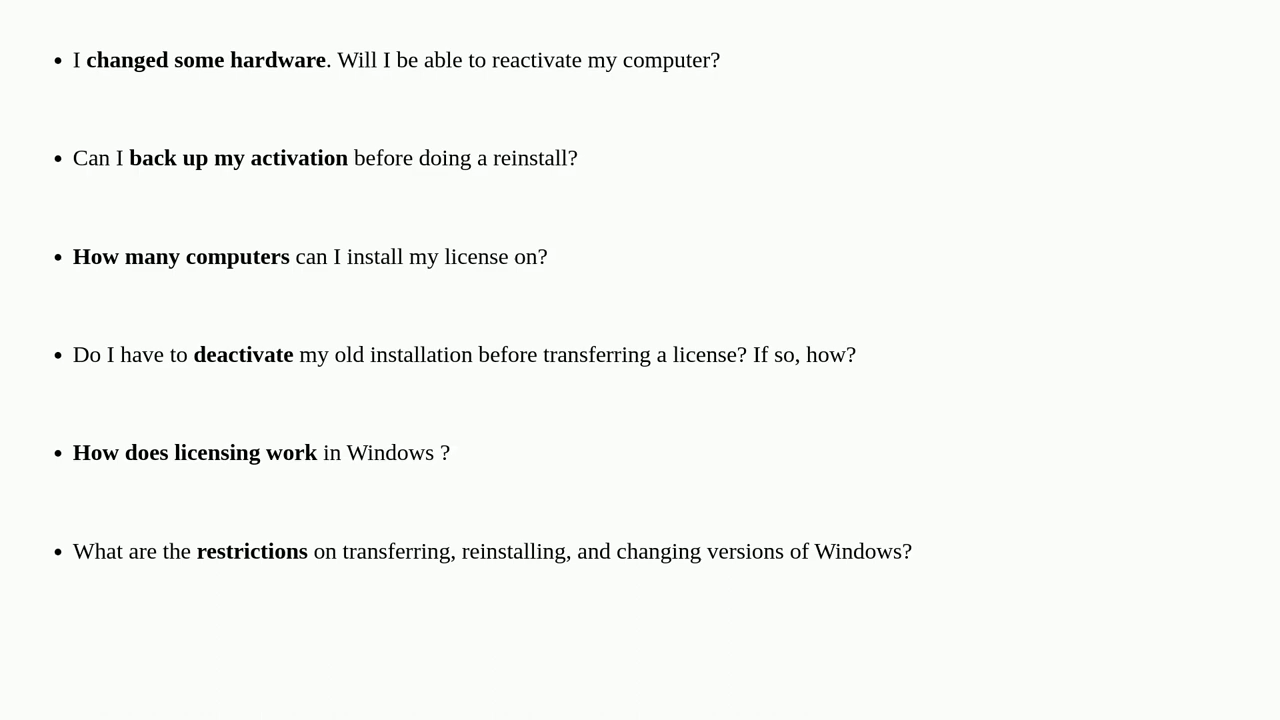 • I changed some hardware. Will I be able to reactivate my computer?
• Can I back up my activation before doing a reinstall?
• How many computers can I install my license on?
• Do I have to deactivate my old installation before transferring a license? If so, how?
• How does licensing work in Windows ?
• What are the restrictions on transferring, reinstalling, and changing versions of Windows?